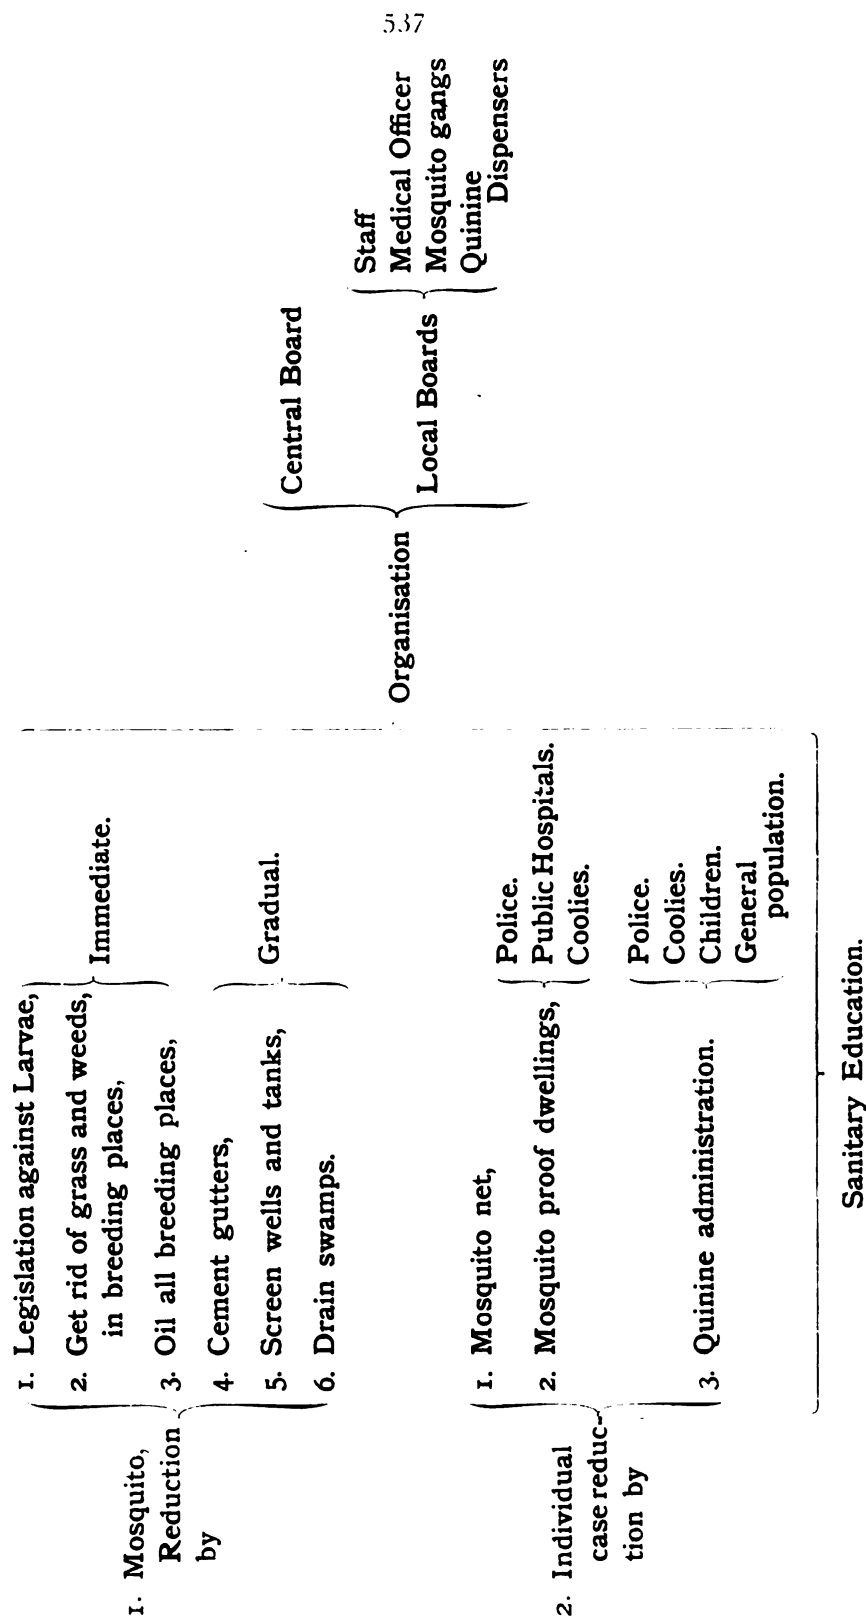 537
1. Mosquito,
Reduction
by
1. Legislation against Larvae,
2. Get rid of grass and weeds,
in breeding places,
3. Oil all breeding places,
Immediate.
4. Cement gutters,
5. Screen wells and tanks,
6. Drain swamps.
Gradual.
2. Individual
case reduc-
tion by
1. Mosquito net,
2. Mosquito proof dwellings,
Police.
Public Hospitals.
Coolies.
3. Quinine administration.
Police.
Coolies.
Children.
General
population.
Sanitary Education.
Organisation
Central Board
Local Boards
Staff
Medical Officer
Mosquito gangs
Quinine
Dispensers